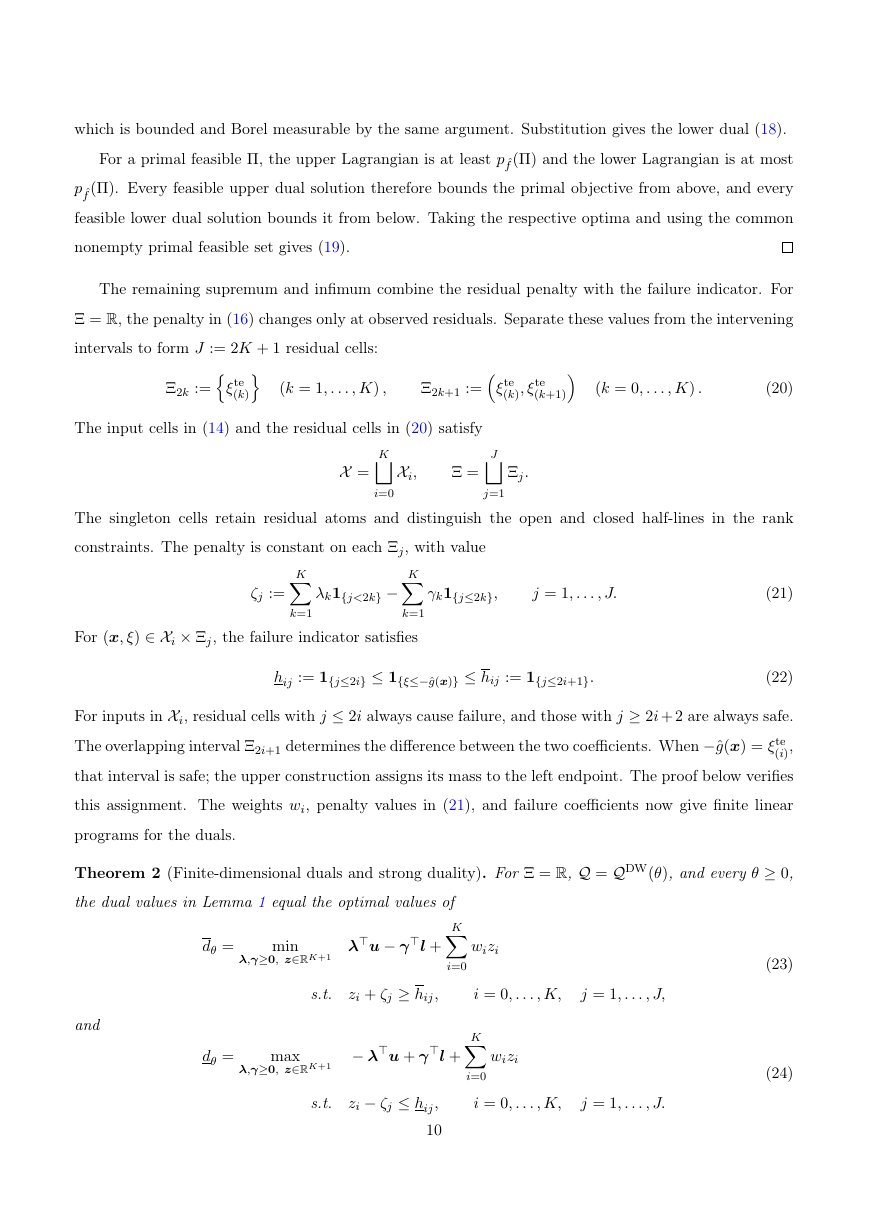 which is bounded and Borel measurable by the same argument. Substitution gives the lower dual (18).
For a primal feasible Π, the upper Lagrangian is at least p_{f̂}(Π) and the lower Lagrangian is at most
p_{f̂}(Π). Every feasible upper dual solution therefore bounds the primal objective from above, and every
feasible lower dual solution bounds it from below. Taking the respective optima and using the common
nonempty primal feasible set gives (19). □
The remaining supremum and infimum combine the residual penalty with the failure indicator. For
Ξ = ℝ, the penalty in (16) changes only at observed residuals. Separate these values from the intervening
intervals to form J := 2K + 1 residual cells:
Ξ_{2k} := {ξ^{te}_{(k)}} (k = 1, . . . , K) , Ξ_{2k+1} := (ξ^{te}_{(k)}, ξ^{te}_{(k+1)}) (k = 0, . . . , K) . (20)
The input cells in (14) and the residual cells in (20) satisfy
𝒳 = ⨆_{i=0}^{K} 𝒳_i, Ξ = ⨆_{j=1}^{J} Ξ_j.
The singleton cells retain residual atoms and distinguish the open and closed half-lines in the rank
constraints. The penalty is constant on each Ξ_j, with value
ζ_j := ∑_{k=1}^{K} λ_k 𝟏_{{j<2k}} − ∑_{k=1}^{K} γ_k 𝟏_{{j≤2k}}, j = 1, . . . , J. (21)
For (𝒙, ξ) ∈ 𝒳_i × Ξ_j, the failure indicator satisfies
\underline{h}_{ij} := 𝟏_{{j≤2i}} ≤ 𝟏_{{ξ≤−ĝ(𝒙)}} ≤ \overline{h}_{ij} := 𝟏_{{j≤2i+1}}. (22)
For inputs in 𝒳_i, residual cells with j ≤ 2i always cause failure, and those with j ≥ 2i + 2 are always safe.
The overlapping interval Ξ_{2i+1} determines the difference between the two coefficients. When −ĝ(𝒙) = ξ^{te}_{(i)},
that interval is safe; the upper construction assigns its mass to the left endpoint. The proof below verifies
this assignment. The weights w_i, penalty values in (21), and failure coefficients now give finite linear
programs for the duals.
Theorem 2 (Finite-dimensional duals and strong duality). For Ξ = ℝ, 𝒬 = 𝒬^{DW}(θ), and every θ ≥ 0,
the dual values in Lemma 1 equal the optimal values of
\overline{d}_θ = min_{𝝀,𝜸≥𝟎, 𝒛∈ℝ^{K+1}} 𝝀^⊤𝒖 − 𝜸^⊤𝒍 + ∑_{i=0}^{K} w_i z_i (23)
s.t. z_i + ζ_j ≥ \overline{h}_{ij}, i = 0, . . . , K, j = 1, . . . , J,
and
\underline{d}_θ = max_{𝝀,𝜸≥𝟎, 𝒛∈ℝ^{K+1}} − 𝝀^⊤𝒖 + 𝜸^⊤𝒍 + ∑_{i=0}^{K} w_i z_i (24)
s.t. z_i − ζ_j ≤ \underline{h}_{ij}, i = 0, . . . , K, j = 1, . . . , J.
10